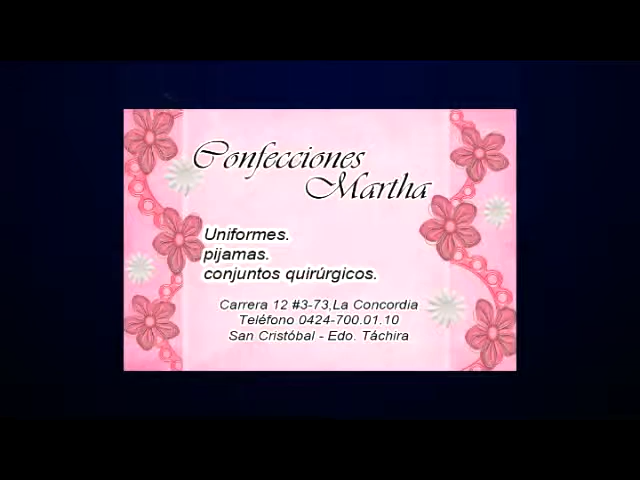 Confecciones
Martha
Uniformes.
pijamas.
conjuntos quirúrgicos.
Carrera 12 #3-73,La Concordia
Teléfono 0424-700.01.10
San Cristóbal - Edo. Táchira